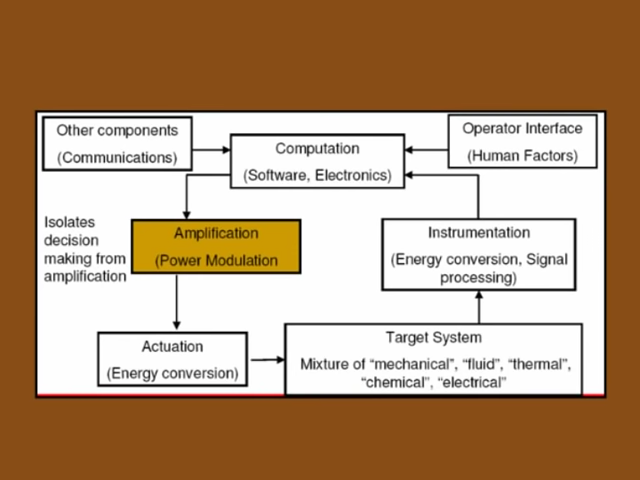 Other components
(Communications)
Computation
(Software, Electronics)
Operator Interface
(Human Factors)
Isolates
decision
making from
amplification
Amplification
(Power Modulation
Instrumentation
(Energy conversion, Signal
processing)
Actuation
(Energy conversion)
Target System
Mixture of “mechanical”, “fluid”, “thermal”,
“chemical”, “electrical”